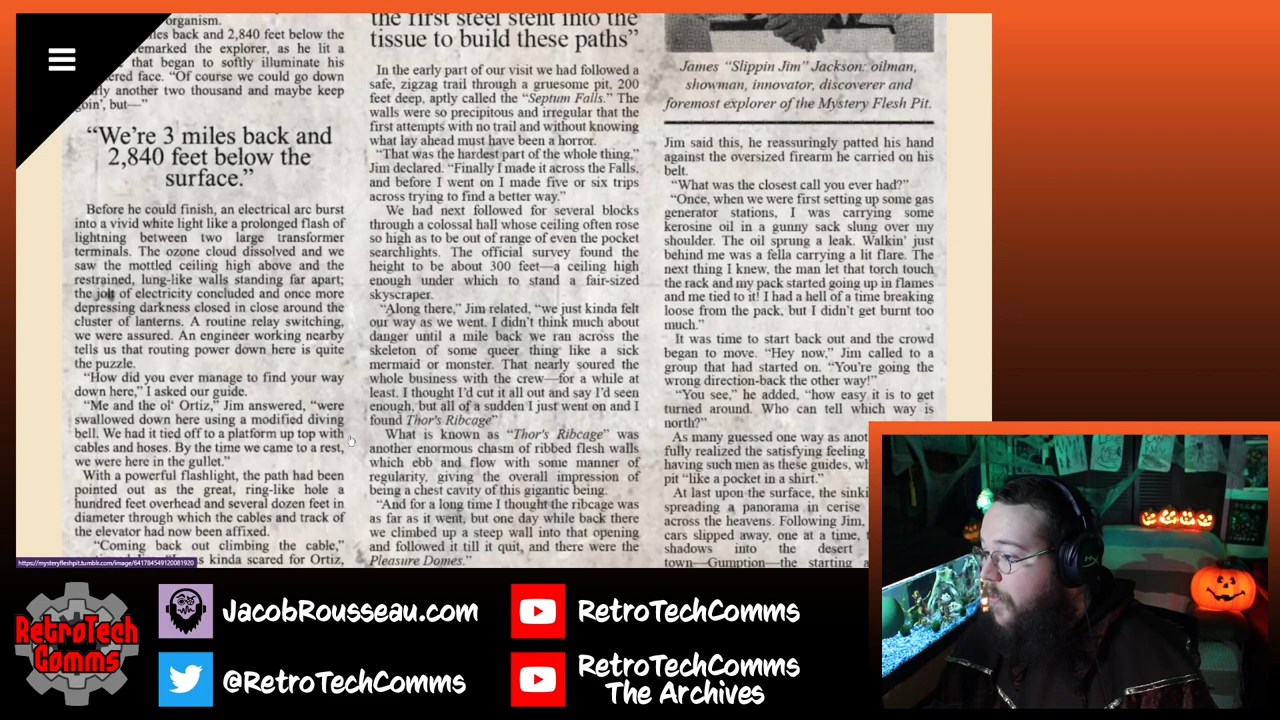 organism.
les back and 2,840 feet below the
emarked the explorer, as he lit a
that began to softly illuminate his
ered face. “Of course we could go down
rly another two thousand and maybe keep
goin’, but—”
“We’re 3 miles back and
2,840 feet below the
surface.”
Before he could finish, an electrical arc burst
into a vivid white light like a prolonged flash of
lightning between two large transformer
terminals. The ozone cloud dissolved and we
saw the mottled ceiling high above and the
restrained, lung-like walls standing far apart;
the jolt of electricity concluded and once more
depressing darkness closed in close around the
cluster of lanterns. A routine relay switching,
we were assured. An engineer working nearby
tells us that routing power down here is quite
the puzzle.
“How did you ever manage to find your way
down here,” I asked our guide.
“Me and the ol‘ Ortiz,” Jim answered, “were
swallowed down here using a modified diving
bell. We had it tied off to a platform up top with
cables and hoses. By the time we came to a rest,
we were here in the gullet.”
With a powerful flashlight, the path had been
pointed out as the great, ring-like hole a
hundred feet overhead and several dozen feet in
diameter through which the cables and track of
the elevator had now been affixed.
“Coming back out climbing the cable,”
s kinda scared for Ortiz,
https://mysteryfleshpit.tumblr.com/image/641784549120081920
the first steel stent into the
tissue to build these paths”
In the early part of our visit we had followed a
safe, zigzag trail through a gruesome pit, 200
feet deep, aptly called the “Septum Falls.” The
walls were so precipitous and irregular that the
first attempts with no trail and without knowing
what lay ahead must have been a horror.
“That was the hardest part of the whole thing,”
Jim declared. “Finally I made it across the Falls,
and before I went on I made five or six trips
across trying to find a better way.”
We had next followed for several blocks
through a colossal hall whose ceiling often rose
so high as to be out of range of even the pocket
searchlights. The official survey found the
height to be about 300 feet—a ceiling high
enough under which to stand a fair-sized
skyscraper.
“Along there,” Jim related, “we just kinda felt
our way as we went. I didn’t think much about
danger until a mile back we ran across the
skeleton of some queer thing like a sick
mermaid or monster. That nearly soured the
whole business with the crew—for a while at
least. I thought I’d cut it all out and say I’d seen
enough, but all of a sudden I just went on and I
found Thor’s Ribcage”
What is known as “Thor’s Ribcage” was
another enormous chasm of ribbed flesh walls
which ebb and flow with some manner of
regularity, giving the overall impression of
being a chest cavity of this gigantic being.
“And for a long time I thought the ribcage was
as far as it went, but one day while back there
we climbed up a steep wall into that opening
and followed it till it quit, and there were the
Pleasure Domes.”
James “Slippin Jim” Jackson: oilman,
showman, innovator, discoverer and
foremost explorer of the Mystery Flesh Pit.
Jim said this, he reassuringly patted his hand
against the oversized firearm he carried on his
belt.
“What was the closest call you ever had?”
“Once, when we were first setting up some gas
generator stations, I was carrying some
kerosine oil in a gunny sack slung over my
shoulder. The oil sprung a leak. Walkin’ just
behind me was a fella carrying a lit flare. The
next thing I knew, the man let that torch touch
the rack and my pack started going up in flames
and me tied to it! I had a hell of a time breaking
loose from the pack, but I didn’t get burnt too
much.”
It was time to start back out and the crowd
began to move. “Hey now,” Jim called to a
group that had started on. “You’re going the
wrong direction-back the other way!”
“You see,” he added, “how easy it is to get
turned around. Who can tell which way is
north?”
As many guessed one way as anot
fully realized the satisfying feeling
having such men as these guides, wh
pit “like a pocket in a shirt.”
At last upon the surface, the sinki
spreading a panorama in cerise
across the heavens. Following Jim,
cars slipped away, one at a time,
shadows into the desert
town—Gumption—the starting
RetroTech
Comms
JacobRousseau.com
@RetroTechComms
RetroTechComms
RetroTechComms
The Archives